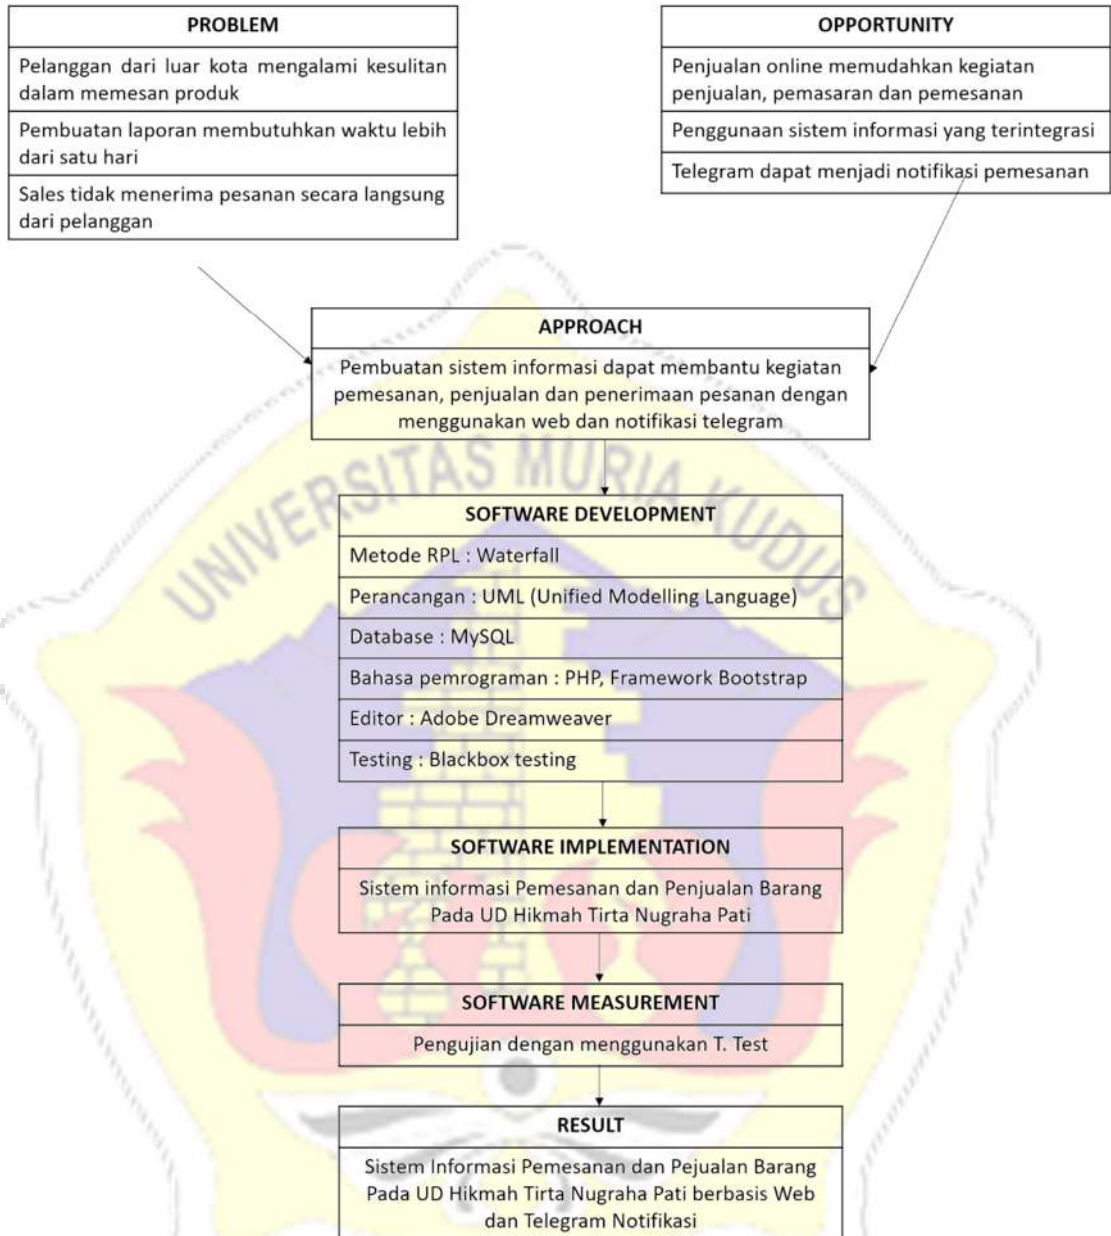 PROBLEM
Pelanggan dari luar kota mengalami kesulitan
dalam memesan produk
Pembuatan laporan membutuhkan waktu lebih
dari satu hari
Sales tidak menerima pesanan secara langsung
dari pelanggan
OPPORTUNITY
Penjualan online memudahkan kegiatan
penjualan, pemasaran dan pemesanan
Penggunaan sistem informasi yang terintegrasi
Telegram dapat menjadi notifikasi pemesanan
APPROACH
Pembuatan sistem informasi dapat membantu kegiatan
pemesanan, penjualan dan penerimaan pesanan dengan
menggunakan web dan notifikasi telegram
UNIVERSITAS MURIA KUDUS
SOFTWARE DEVELOPMENT
Metode RPL : Waterfall
Perancangan : UML (Unified Modelling Language)
Database : MySQL
Bahasa pemrograman : PHP, Framework Bootstrap
Editor : Adobe Dreamweaver
Testing : Blackbox testing
SOFTWARE IMPLEMENTATION
Sistem informasi Pemesanan dan Penjualan Barang
Pada UD Hikmah Tirta Nugraha Pati
SOFTWARE MEASUREMENT
Pengujian dengan menggunakan T. Test
RESULT
Sistem Informasi Pemesanan dan Pejualan Barang
Pada UD Hikmah Tirta Nugraha Pati berbasis Web
dan Telegram Notifikasi